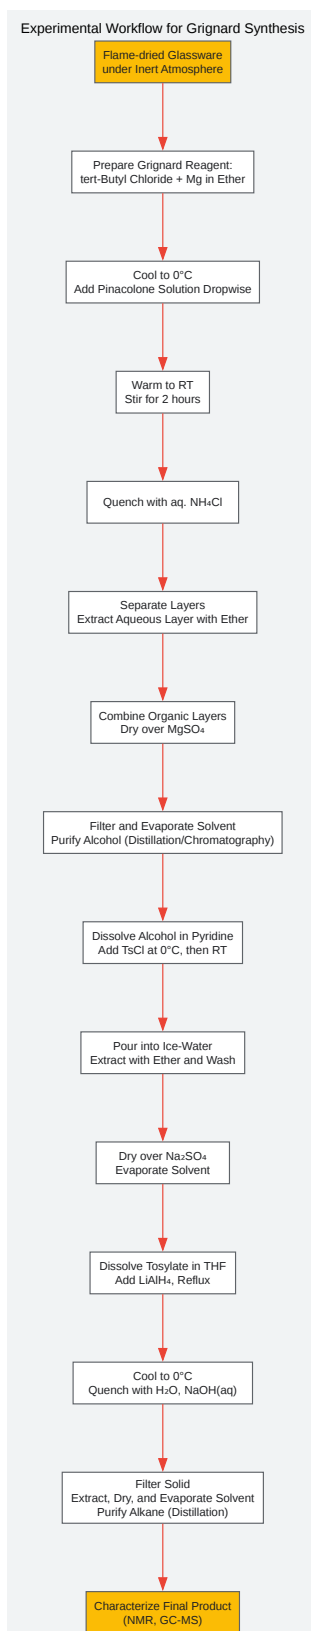 Experimental Workflow for Grignard Synthesis
Flame-dried Glassware
under Inert Atmosphere
Prepare Grignard Reagent:
tert-Butyl Chloride + Mg in Ether
Cool to 0°C
Add Pinacolone Solution Dropwise
Warm to RT
Stir for 2 hours
Quench with aq. NH₄Cl
Separate Layers
Extract Aqueous Layer with Ether
Combine Organic Layers
Dry over MgSO₄
Filter and Evaporate Solvent
Purify Alcohol (Distillation/Chromatography)
Dissolve Alcohol in Pyridine
Add TsCl at 0°C, then RT
Pour into Ice-Water
Extract with Ether and Wash
Dry over Na₂SO₄
Evaporate Solvent
Dissolve Tosylate in THF
Add LiAlH₄, Reflux
Cool to 0°C
Quench with H₂O, NaOH(aq)
Filter Solid
Extract, Dry, and Evaporate Solvent
Purify Alkane (Distillation)
Characterize Final Product
(NMR, GC-MS)